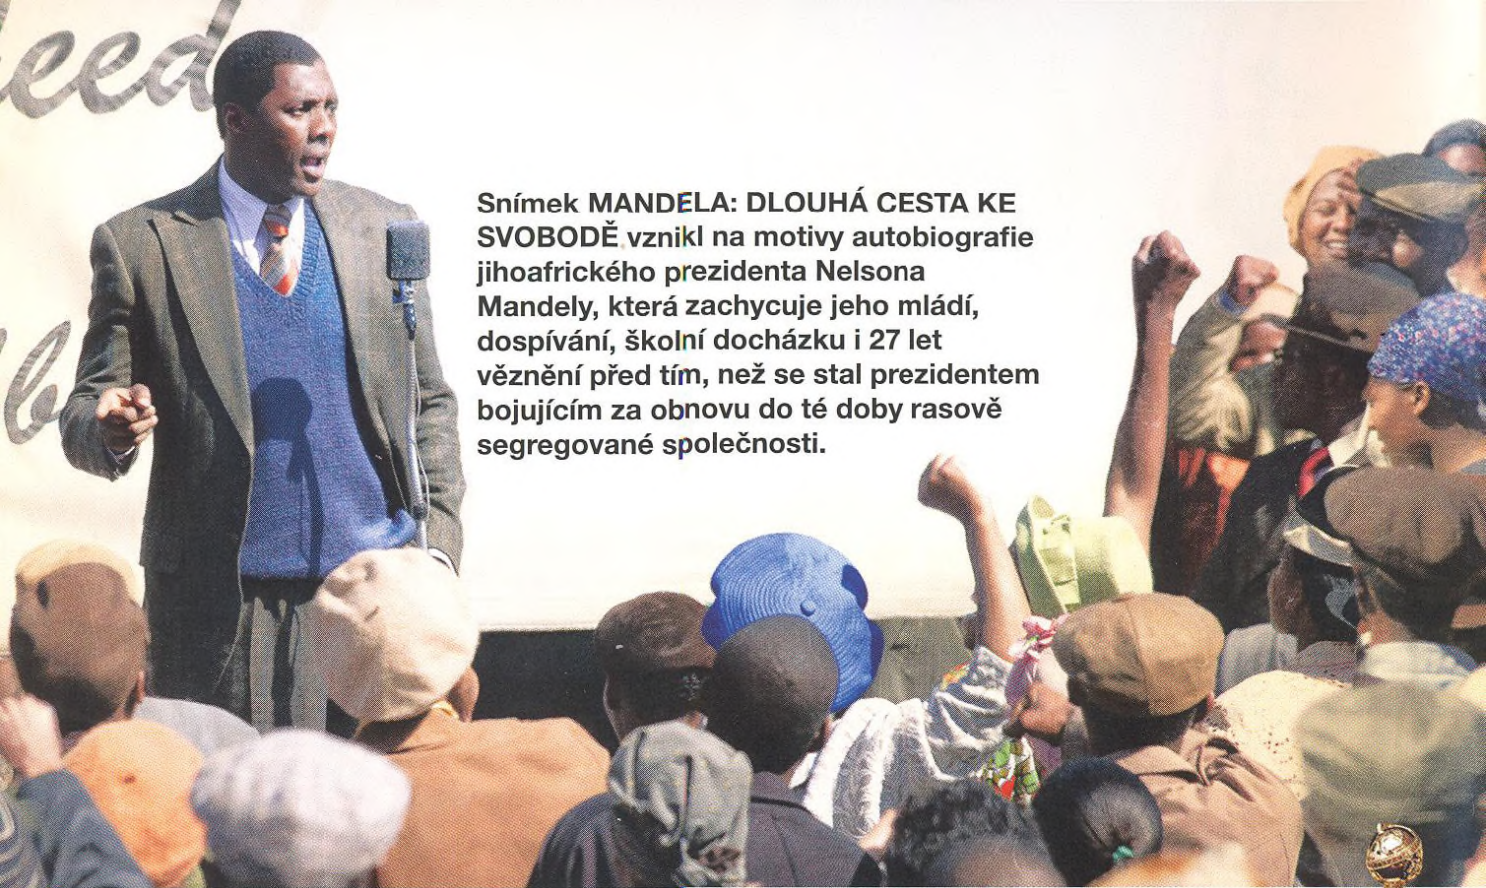 eed
Snímek MANDELA: DLOUHÁ CESTA KE
SVOBODĚ vznikl na motivy autobiografie
jihoafrického prezidenta Nelsona
Mandely, která zachycuje jeho mládí,
dospívání, školní docházku i 27 let
věznění před tím, než se stal prezidentem
bojujícím za obnovu do té doby rasově
segregované společnosti.